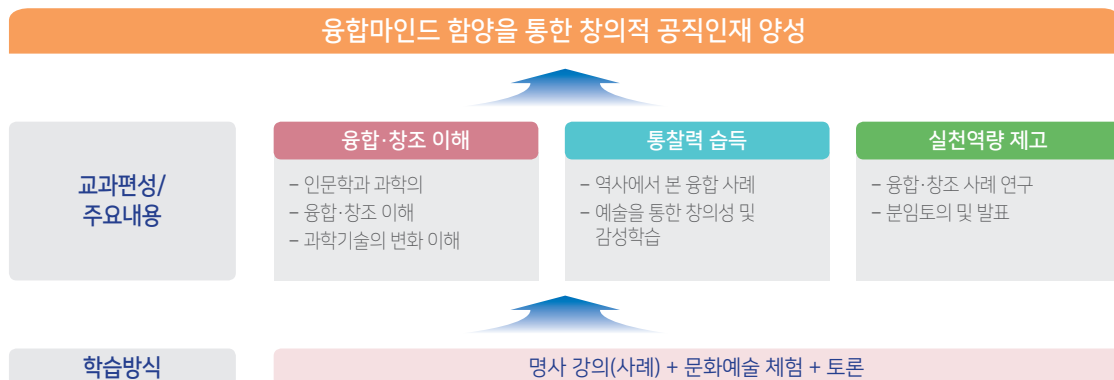 융합마인드 함양을 통한 창의적 공직인재 양성
교과편성/
주요내용
융합·창조 이해
– 인문학과 과학의
– 융합·창조 이해
– 과학기술의 변화 이해
통찰력 습득
– 역사에서 본 융합 사례
– 예술을 통한 창의성 및
감성학습
실천역량 제고
– 융합·창조 사례 연구
– 분임토의 및 발표
학습방식
명사 강의(사례) + 문화예술 체험 + 토론